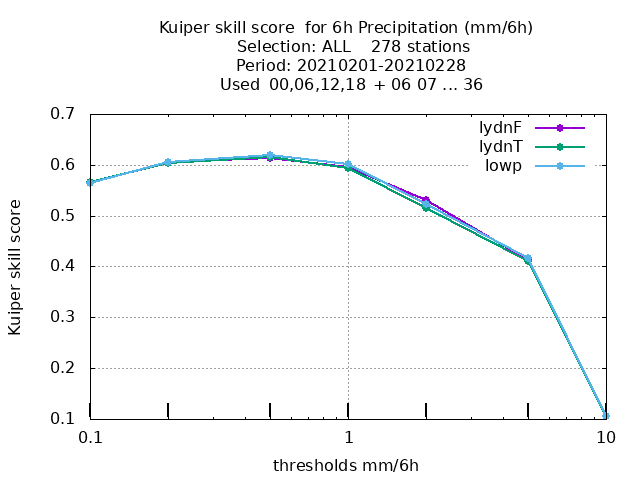 Kuiper skill score  for 6h Precipitation (mm/6h)
Selection: ALL    278 stations
Period: 20210201-20210228
Used  00,06,12,18  + 06 07 ... 36
lydnF
lydnT
lowp
0.7
0.6
0.5
0.4
0.3
0.2
0.1
Kuiper skill score
0.1
1
10
thresholds mm/6h